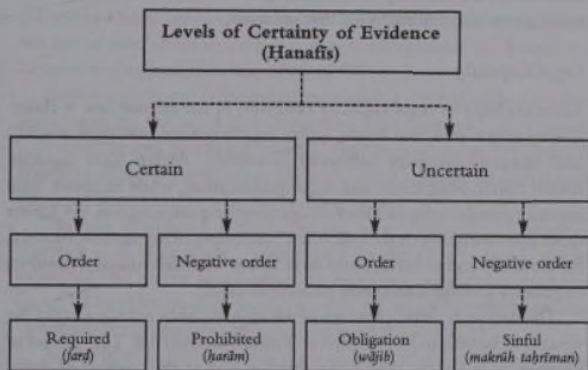 Levels of Certainty of Evidence
(Ḥanafīs)
Certain
Uncertain
Order
Negative order
Order
Negative order
Required
(farḍ)
Prohibited
(ḥarām)
Obligation
(wājib)
Sinful
(makrūh taḥrīman)